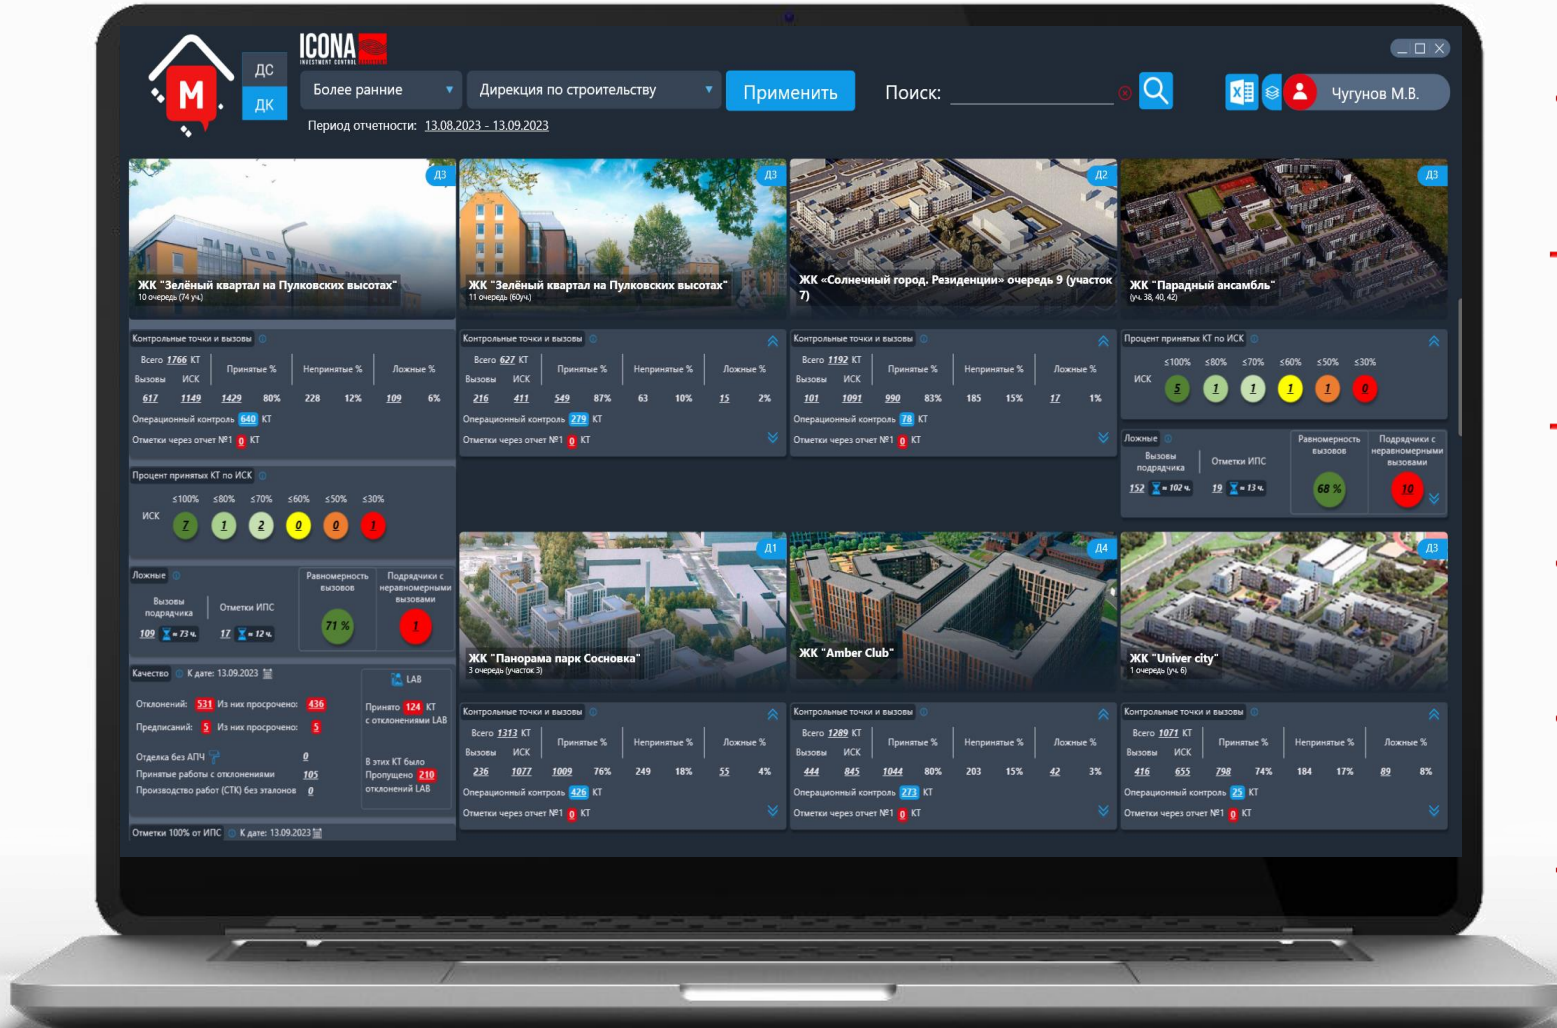 ICONA
INVESTMENT CONTROL
М
ДС
ДК
Более ранние
Дирекция по строительству
Применить
Поиск:
Чугунов М.В.
Период отчетности: 13.08.2023 - 13.09.2023
Д3
ЖК "Зелёный квартал на Пулковских высотах"
10 очередь (74 уч.)
Контрольные точки и вызовы
Всего 1766 КТ
Вызовы ИСК Принятые % Непринятые % Ложные %
617 1149 1429 80% 228 12% 109 6%
Операционный контроль 640 КТ
Отметки через отчет №1 0 КТ
Процент принятых КТ по ИСК
≤100% ≤80% ≤70% ≤60% ≤50% ≤30%
ИСК 7 1 2 0 0 1
Ложные
Вызовы подрядчика
Отметки ИПС
109 = 73 ч. 17 = 12 ч.
Равномерность вызовов
71 %
Подрядчики с неравномерными вызовами
1
Качество К дате: 13.09.2023
Отклонений: 531 Из них просрочено: 436
Предписаний: 5 Из них просрочено: 5
Отделка без АПЧ 0
Принятые работы с отклонениями 105
Производство работ (СТК) без эталонов 0
LAB
Принято 124 КТ
с отклонениями LAB
В этих КТ было
Пропущено 210
отклонений LAB
Отметки 100% от ИПС К дате: 13.09.2023
Д3
ЖК "Зелёный квартал на Пулковских высотах"
11 очередь (60уч.)
Контрольные точки и вызовы
Всего 627 КТ
Вызовы ИСК Принятые % Непринятые % Ложные %
216 411 549 87% 63 10% 15 2%
Операционный контроль 279 КТ
Отметки через отчет №1 0 КТ
Д2
ЖК «Солнечный город. Резиденции» очередь 9 (участок
7)
Контрольные точки и вызовы
Всего 1192 КТ
Вызовы ИСК Принятые % Непринятые % Ложные %
101 1091 990 83% 185 15% 17 1%
Операционный контроль 78 КТ
Отметки через отчет №1 0 КТ
Д3
ЖК "Парадный ансамбль"
(уч. 38, 40, 42)
Процент принятых КТ по ИСК
≤100% ≤80% ≤70% ≤60% ≤50% ≤30%
ИСК 5 1 1 1 1 0
Ложные
Вызовы подрядчика
Отметки ИПС
152 = 102 ч. 19 = 13 ч.
Равномерность вызовов
68 %
Подрядчики с неравномерными вызовами
10
Д1
ЖК "Панорама парк Сосновка"
3 очередь (участок 3)
Контрольные точки и вызовы
Всего 1313 КТ
Вызовы ИСК Принятые % Непринятые % Ложные %
236 1077 1009 76% 249 18% 55 4%
Операционный контроль 426 КТ
Отметки через отчет №1 0 КТ
Д4
ЖК "Amber Club"
Контрольные точки и вызовы
Всего 1289 КТ
Вызовы ИСК Принятые % Непринятые % Ложные %
444 845 1044 80% 203 15% 42 3%
Операционный контроль 273 КТ
Отметки через отчет №1 0 КТ
Д3
ЖК "Univer city"
1 очередь (уч. 6)
Контрольные точки и вызовы
Всего 1071 КТ
Вызовы ИСК Принятые % Непринятые % Ложные %
416 655 798 74% 184 17% 89 8%
Операционный контроль 25 КТ
Отметки через отчет №1 0 КТ